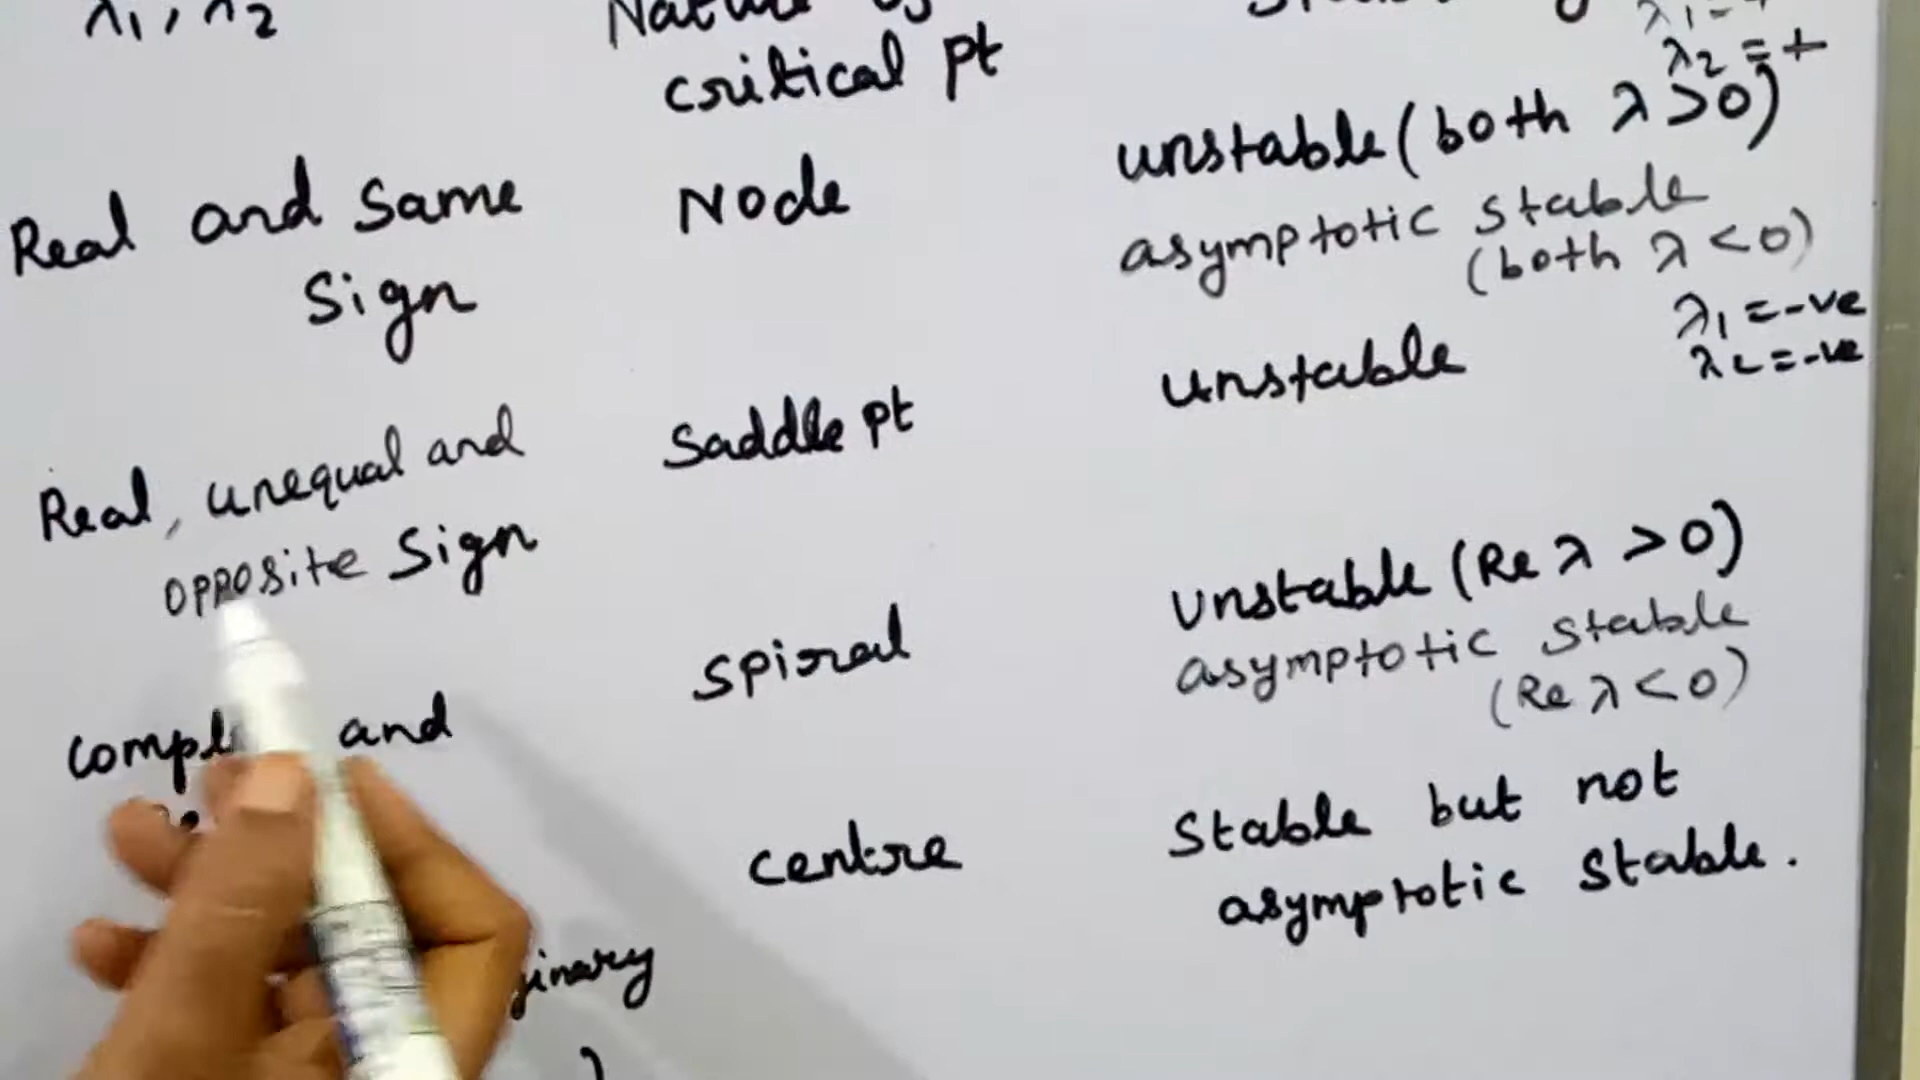 λ1, λ2
critical pt
λ2 = +
Real and Same
Sign
Node
unstable (both λ > 0)
asymptotic stable
(both λ < 0)
λ1 = -ve
λ2 = -ve
Real, unequal and
opposite Sign
Saddle pt
unstable
and
spiral
Unstable (Re λ > 0)
asymptotic stable
(Re λ < 0)
centre
Stable but not
asymptotic stable.